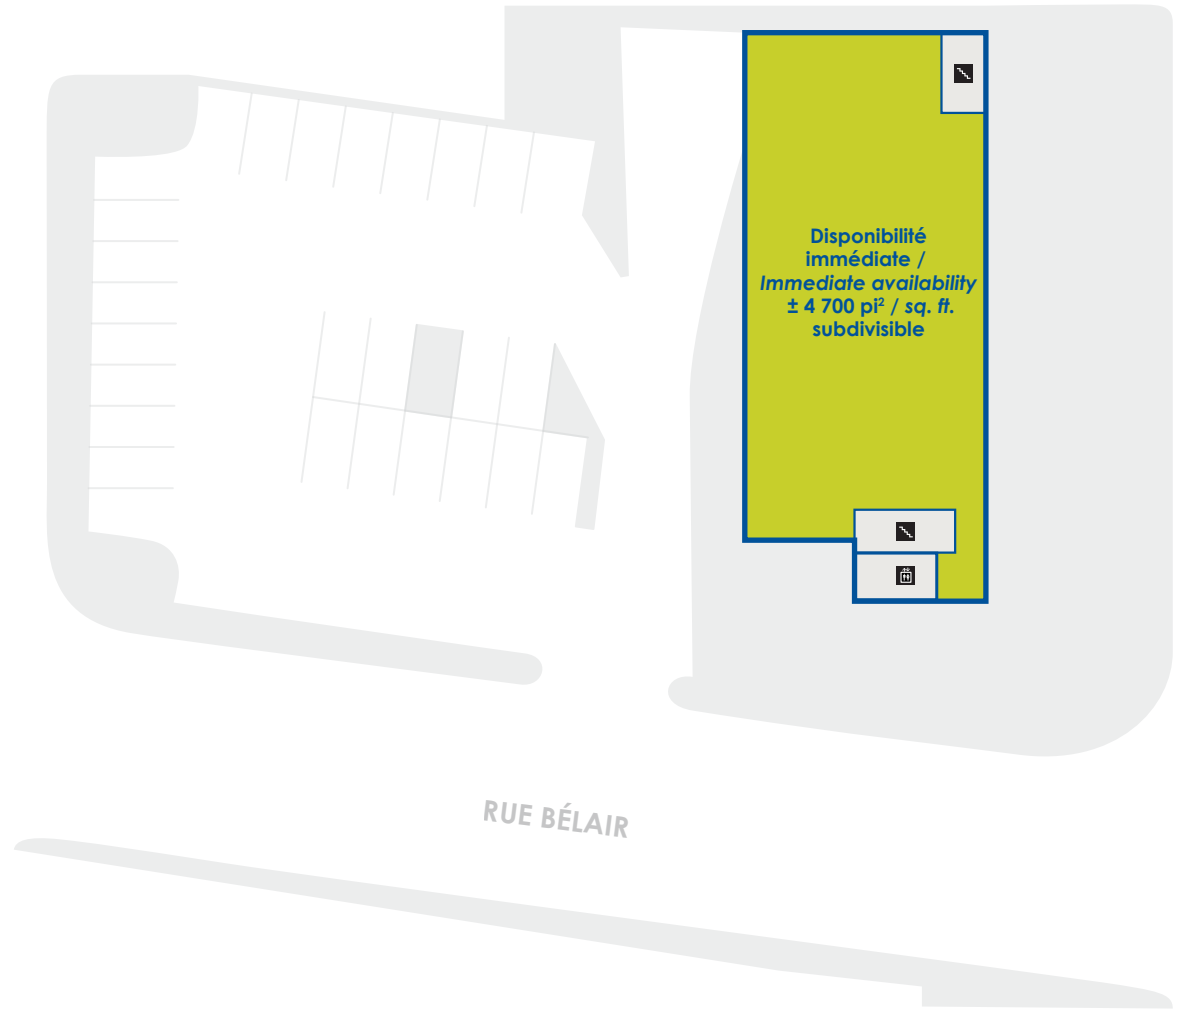 Disponibilité
immédiate /
Immediate availability
± 4 700 pi² / sq. ft.
subdivisible
RUE BÉLAIR